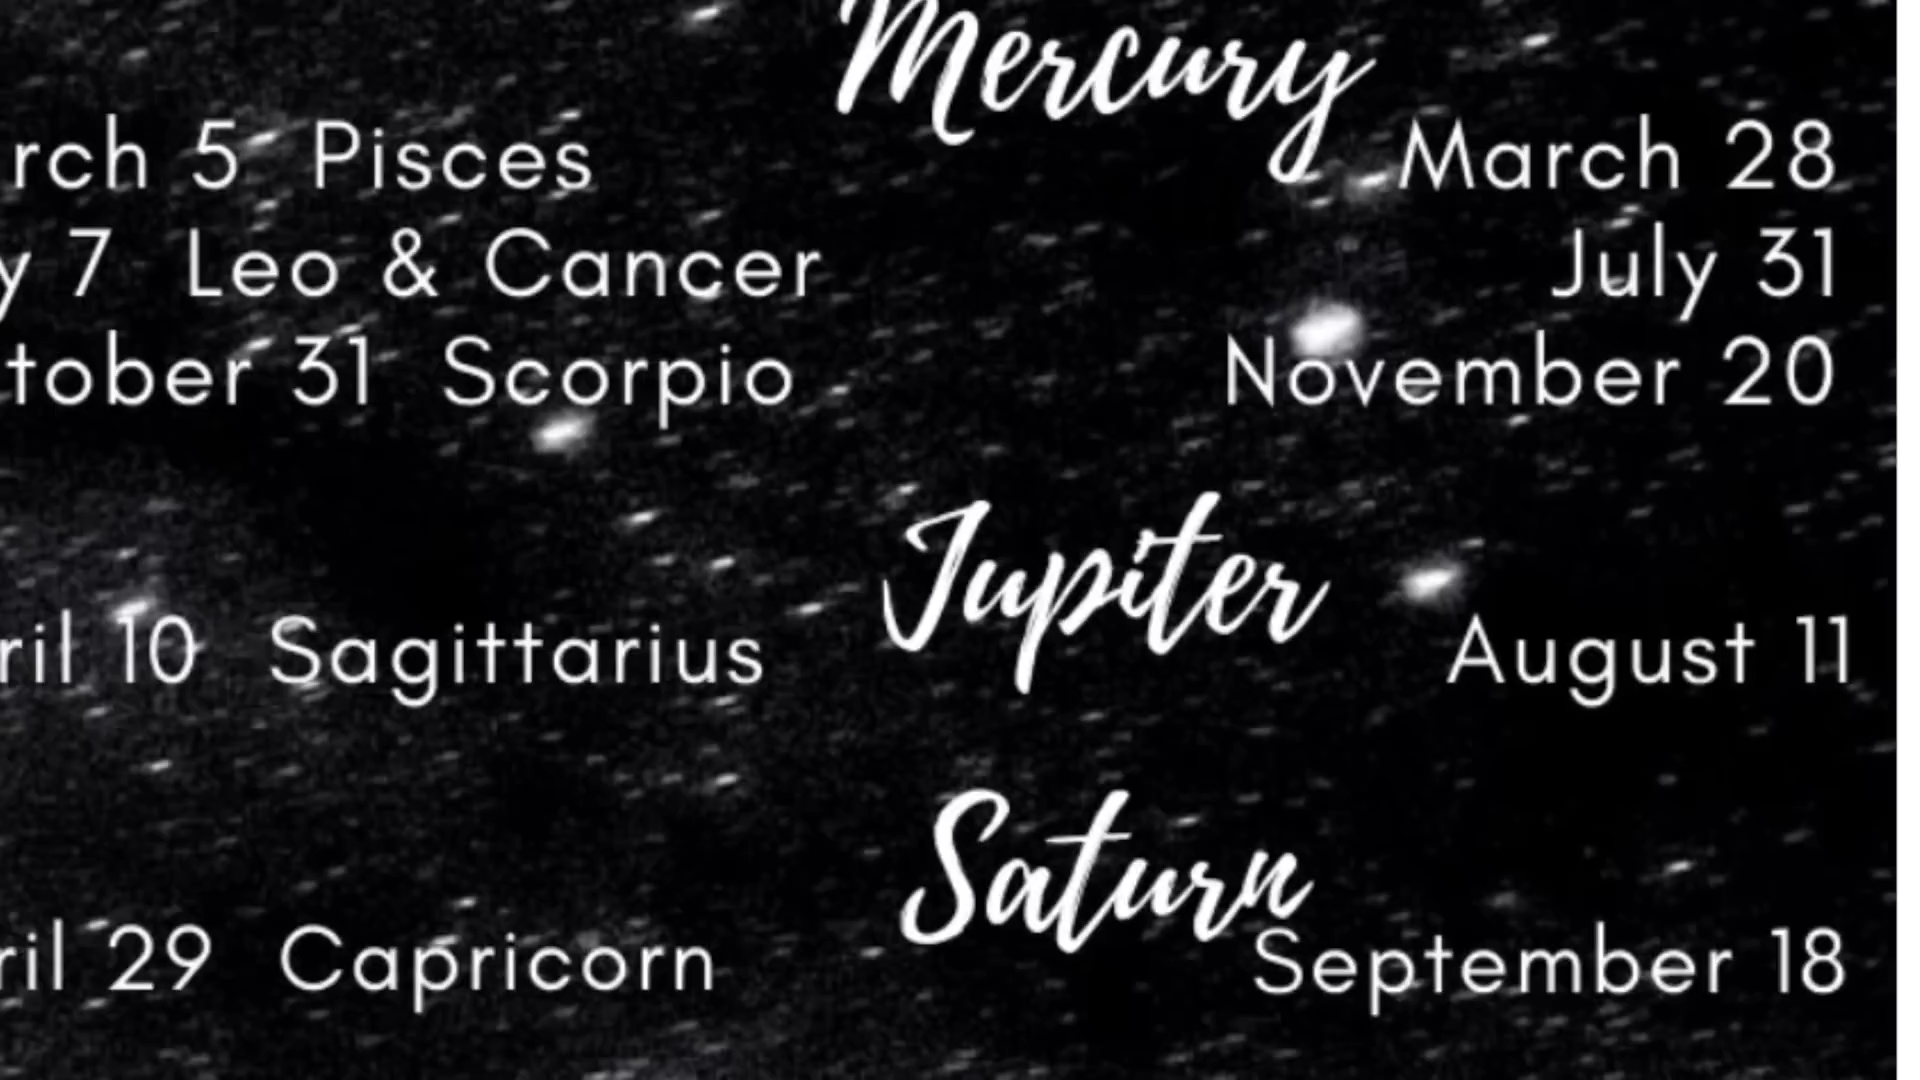 Mercury
rch 5 Pisces March 28
y 7 Leo & Cancer July 31
tober 31 Scorpio November 20
Jupiter
ril 10 Sagittarius August 11
Saturn
ril 29 Capricorn September 18